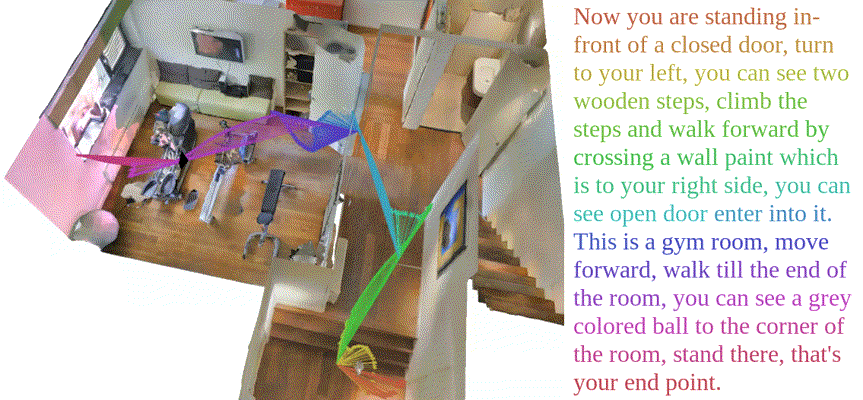 Now you are standing in-
front of a closed door, turn
to your left, you can see two
wooden steps, climb the
steps and walk forward by
crossing a wall paint which
is to your right side, you can
see open door enter into it.
This is a gym room, move
forward, walk till the end of
the room, you can see a grey
colored ball to the corner of
the room, stand there, that's
your end point.